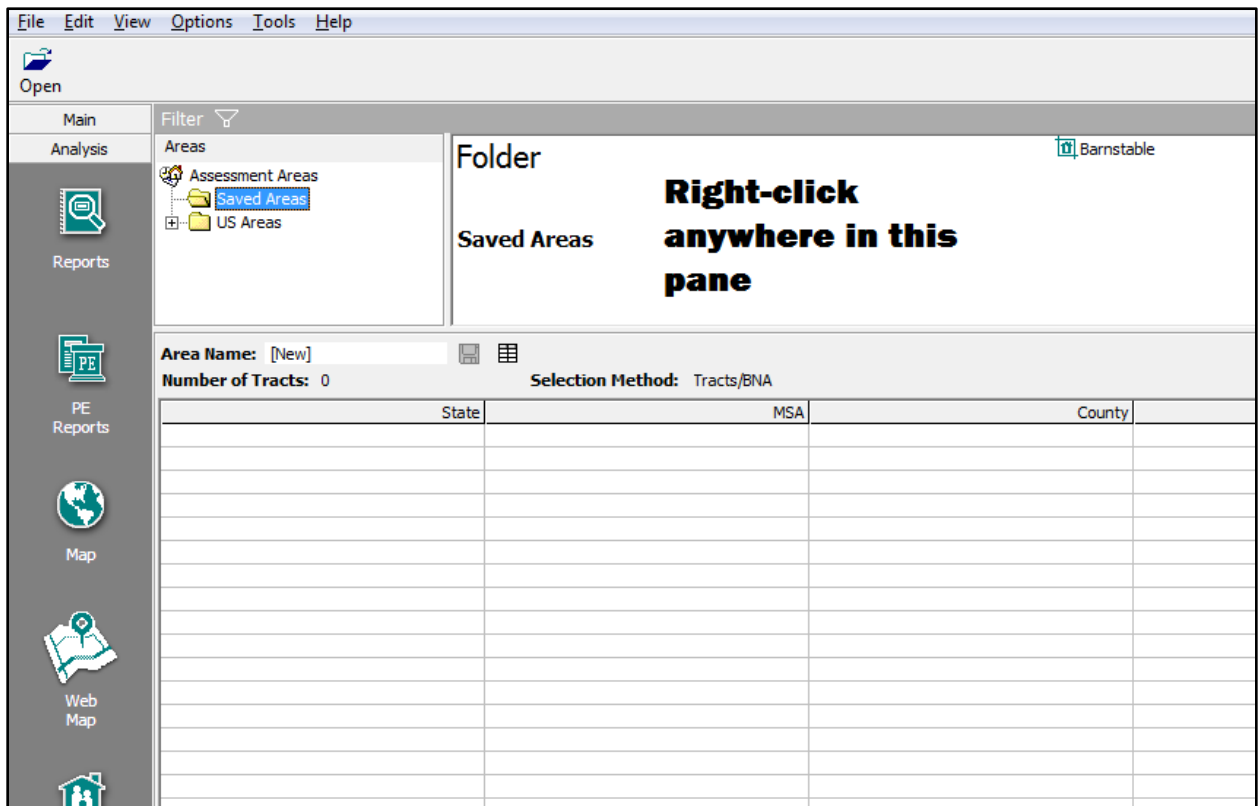 File Edit View Options Tools Help
Open
Main
Analysis
Reports
PE
PE
Reports
Map
Web
Map
Filter
Areas
Assessment Areas
Saved Areas
US Areas
Folder
Saved Areas
Right-click
anywhere in this
pane
Barnstable
Area Name: [New]
Number of Tracts: 0 Selection Method: Tracts/BNA
State MSA County